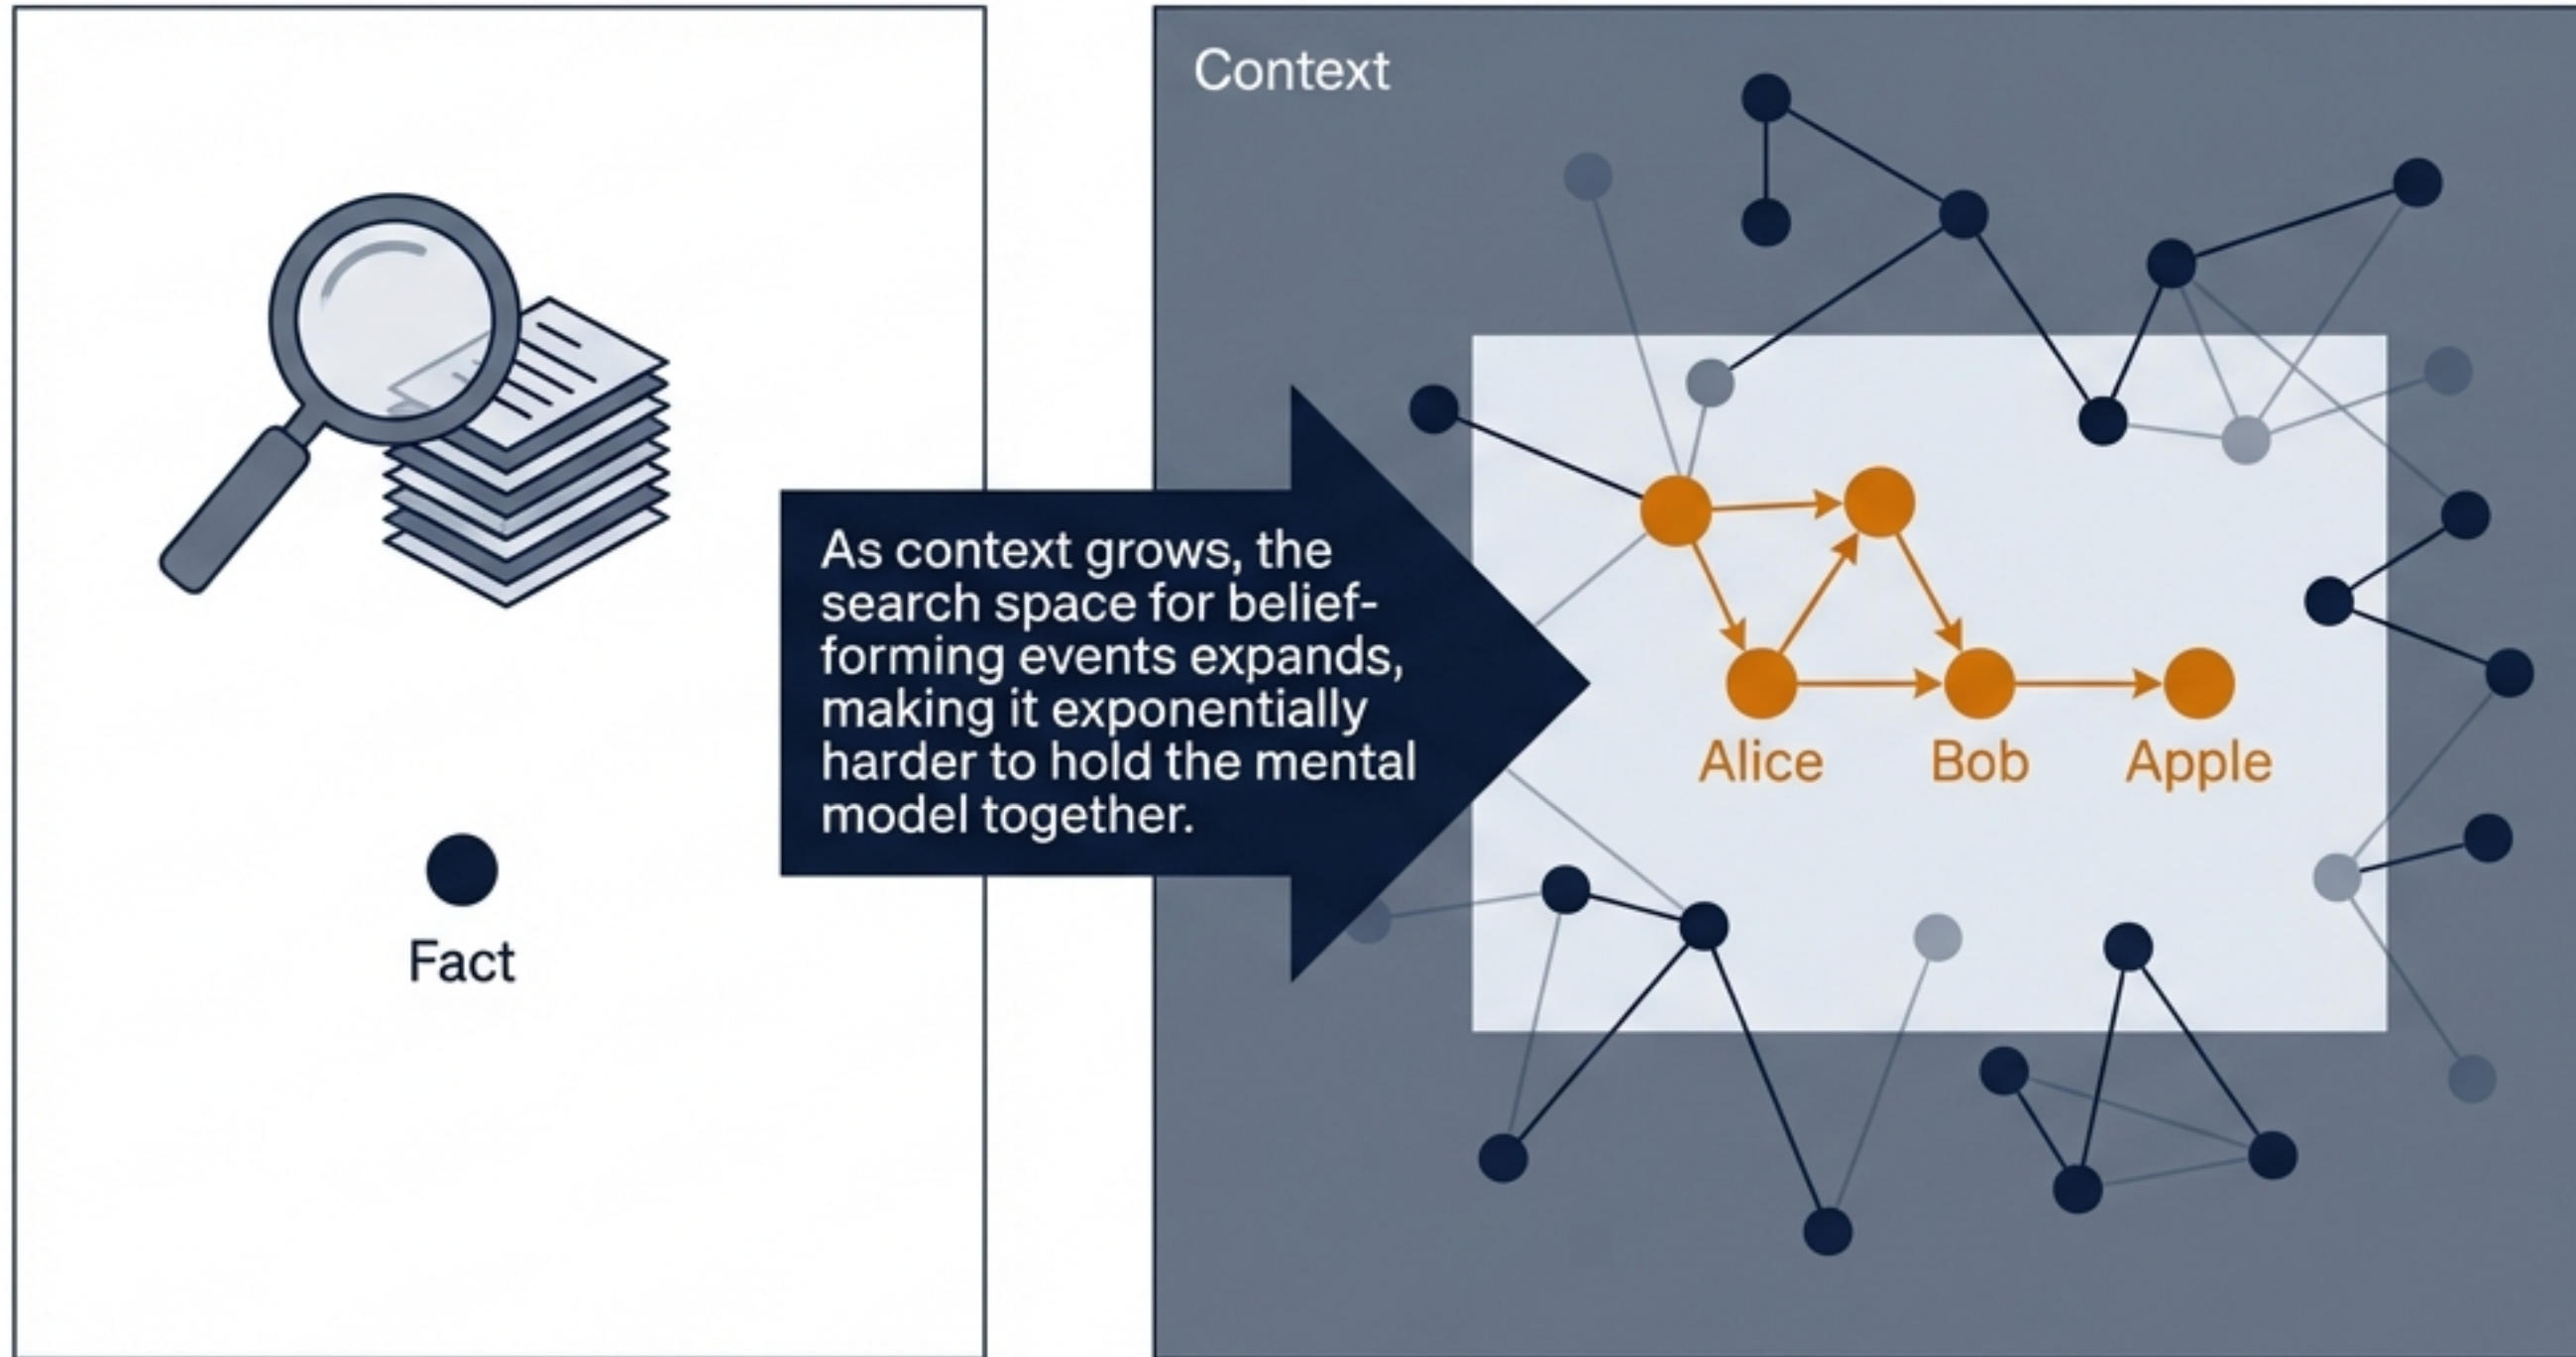 Context
As context grows, the
search space for belief-
forming events expands,
making it exponentially
harder to hold the mental
model together.
Alice
Bob
Apple
Fact